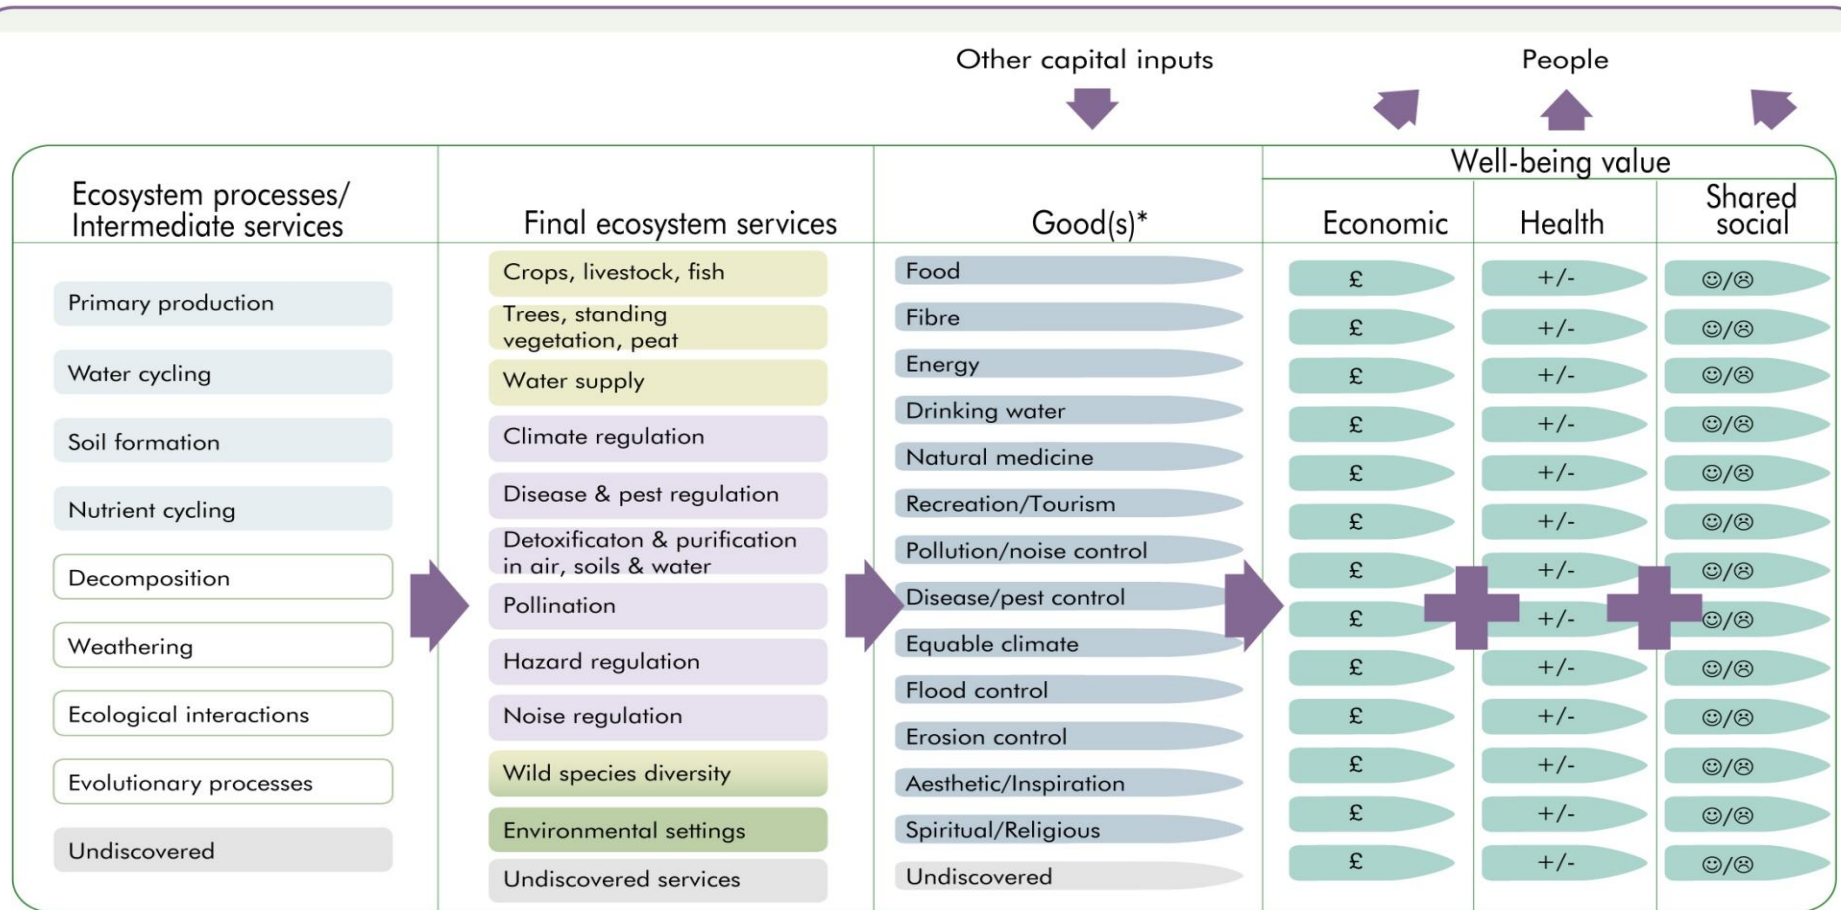 Other capital inputs
People
Ecosystem processes/
Intermediate services
Final ecosystem services
Good(s)*
Well-being value
Economic
Health
Shared
social
Primary production
Water cycling
Soil formation
Nutrient cycling
Decomposition
Weathering
Ecological interactions
Evolutionary processes
Undiscovered
Crops, livestock, fish
Trees, standing
vegetation, peat
Water supply
Climate regulation
Disease & pest regulation
Detoxificaton & purification
in air, soils & water
Pollination
Hazard regulation
Noise regulation
Wild species diversity
Environmental settings
Undiscovered services
Food
Fibre
Energy
Drinking water
Natural medicine
Recreation/Tourism
Pollution/noise control
Disease/pest control
Equable climate
Flood control
Erosion control
Aesthetic/Inspiration
Spiritual/Religious
Undiscovered
£ +/- ☺/☹
£ +/- ☺/☹
£ +/- ☺/☹
£ +/- ☺/☹
£ +/- ☺/☹
£ +/- ☺/☹
£ +/- ☺/☹
£ +/- ☺/☹
£ +/- ☺/☹
£ +/- ☺/☹
£ +/- ☺/☹
£ +/- ☺/☹
£ +/- ☺/☹